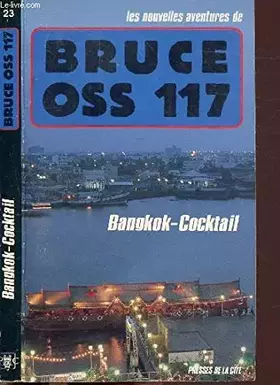 Le-Livre.com
23
BRUCE OSS 117
Bangkok-Cocktail
les nouvelles aventures de
BRUCE
OSS 117
Bangkok-Cocktail
PRESSES DE LA CITÉ